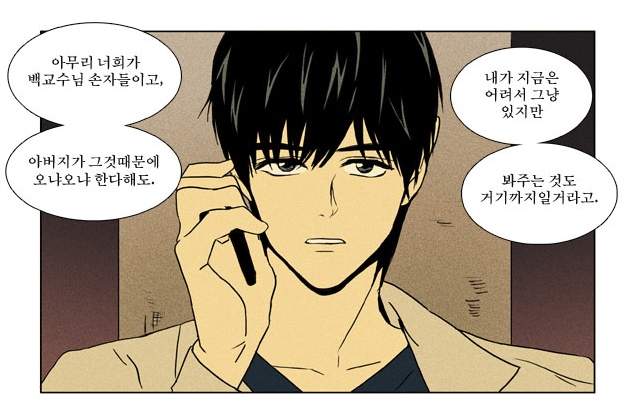 아무리 너희가
백교수님 손자들이고,
아버지가 그것때문에
오냐오냐 한다해도.
내가 지금은
어려서 그냥
있지만
봐주는 것도
거기까지일거라고.